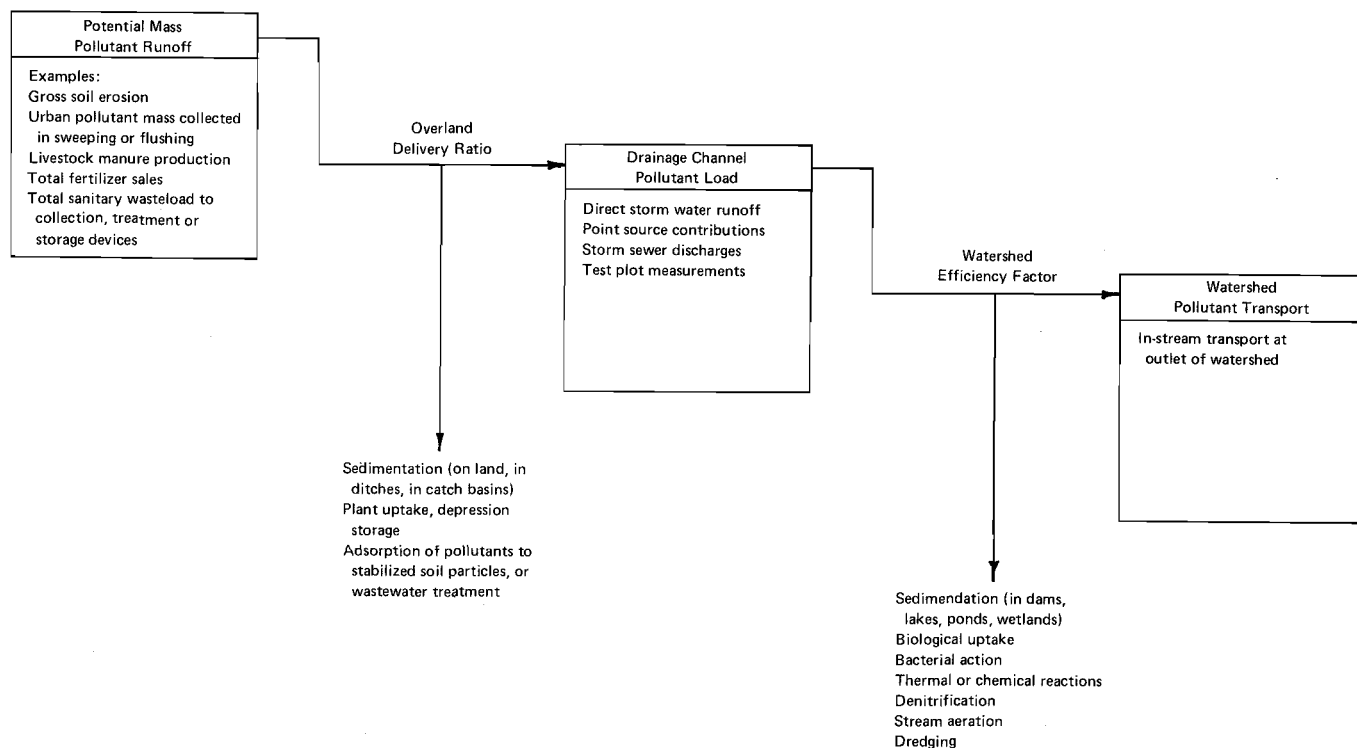 Potential Mass
Pollutant Runoff
Examples:
Gross soil erosion
Urban pollutant mass collected
in sweeping or flushing
Livestock manure production
Total fertilizer sales
Total sanitary wasteload to
collection, treatment or
storage devices
Overland
Delivery Ratio
Sedimentation (on land, in
ditches, in catch basins)
Plant uptake, depression
storage
Adsorption of pollutants to
stabilized soil particles, or
wastewater treatment
Drainage Channel
Pollutant Load
Direct storm water runoff
Point source contributions
Storm sewer discharges
Test plot measurements
Watershed
Efficiency Factor
Sedimendation (in dams,
lakes, ponds, wetlands)
Biological uptake
Bacterial action
Thermal or chemical reactions
Denitrification
Stream aeration
Dredging
Watershed
Pollutant Transport
In-stream transport at
outlet of watershed